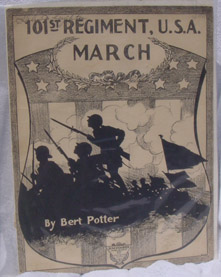 101ST REGIMENT, U.S.A.
MARCH
By Bert Potter